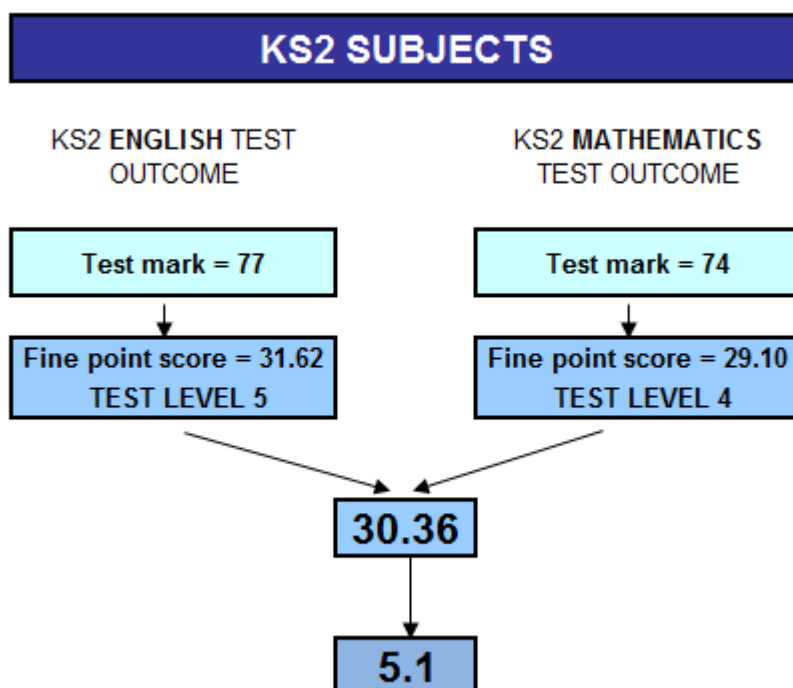 KS2 SUBJECTS
KS2 ENGLISH TEST
OUTCOME
KS2 MATHEMATICS
TEST OUTCOME
Test mark = 77
Test mark = 74
Fine point score = 31.62
TEST LEVEL 5
Fine point score = 29.10
TEST LEVEL 4
30.36
5.1